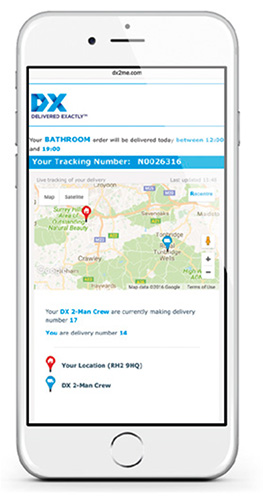 dx2me.com
DX
DELIVERED EXACTLY™
Your BATHROOM order will be delivered today between 12:00
and 19:00
Your Tracking Number: N0026316
Live tracking of your delivery
Last updated 13:40
Map Satellite
Surrey Hills
Area of
Outstanding
Natural Beauty
Sevenoaks
Maidstone
Crawley
Tunbridge
Wells
Map data ©2016 Google Terms of Use
Your DX 2-Man Crew are currently making delivery
number 17
You are delivery number 14
Your Location (RH2 9HQ)
DX 2-Man Crew